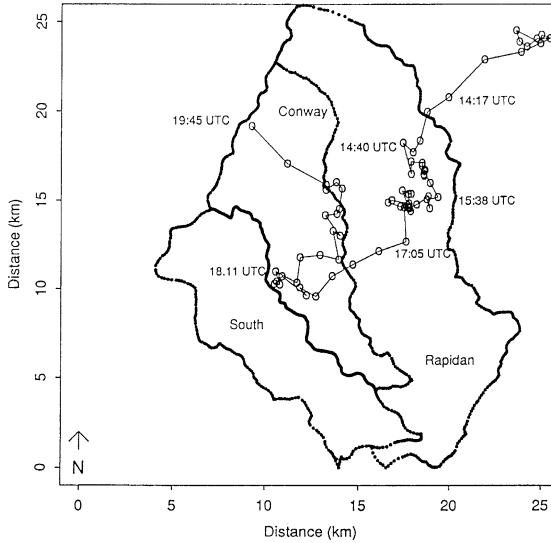 25
20
15
10
5
0
Distance (km)
Conway
19:45 UTC
14:17 UTC
14:40 UTC
15:38 UTC
17:05 UTC
18.11 UTC
South
Rapidan
N
0
5
10
15
20
25
Distance (km)